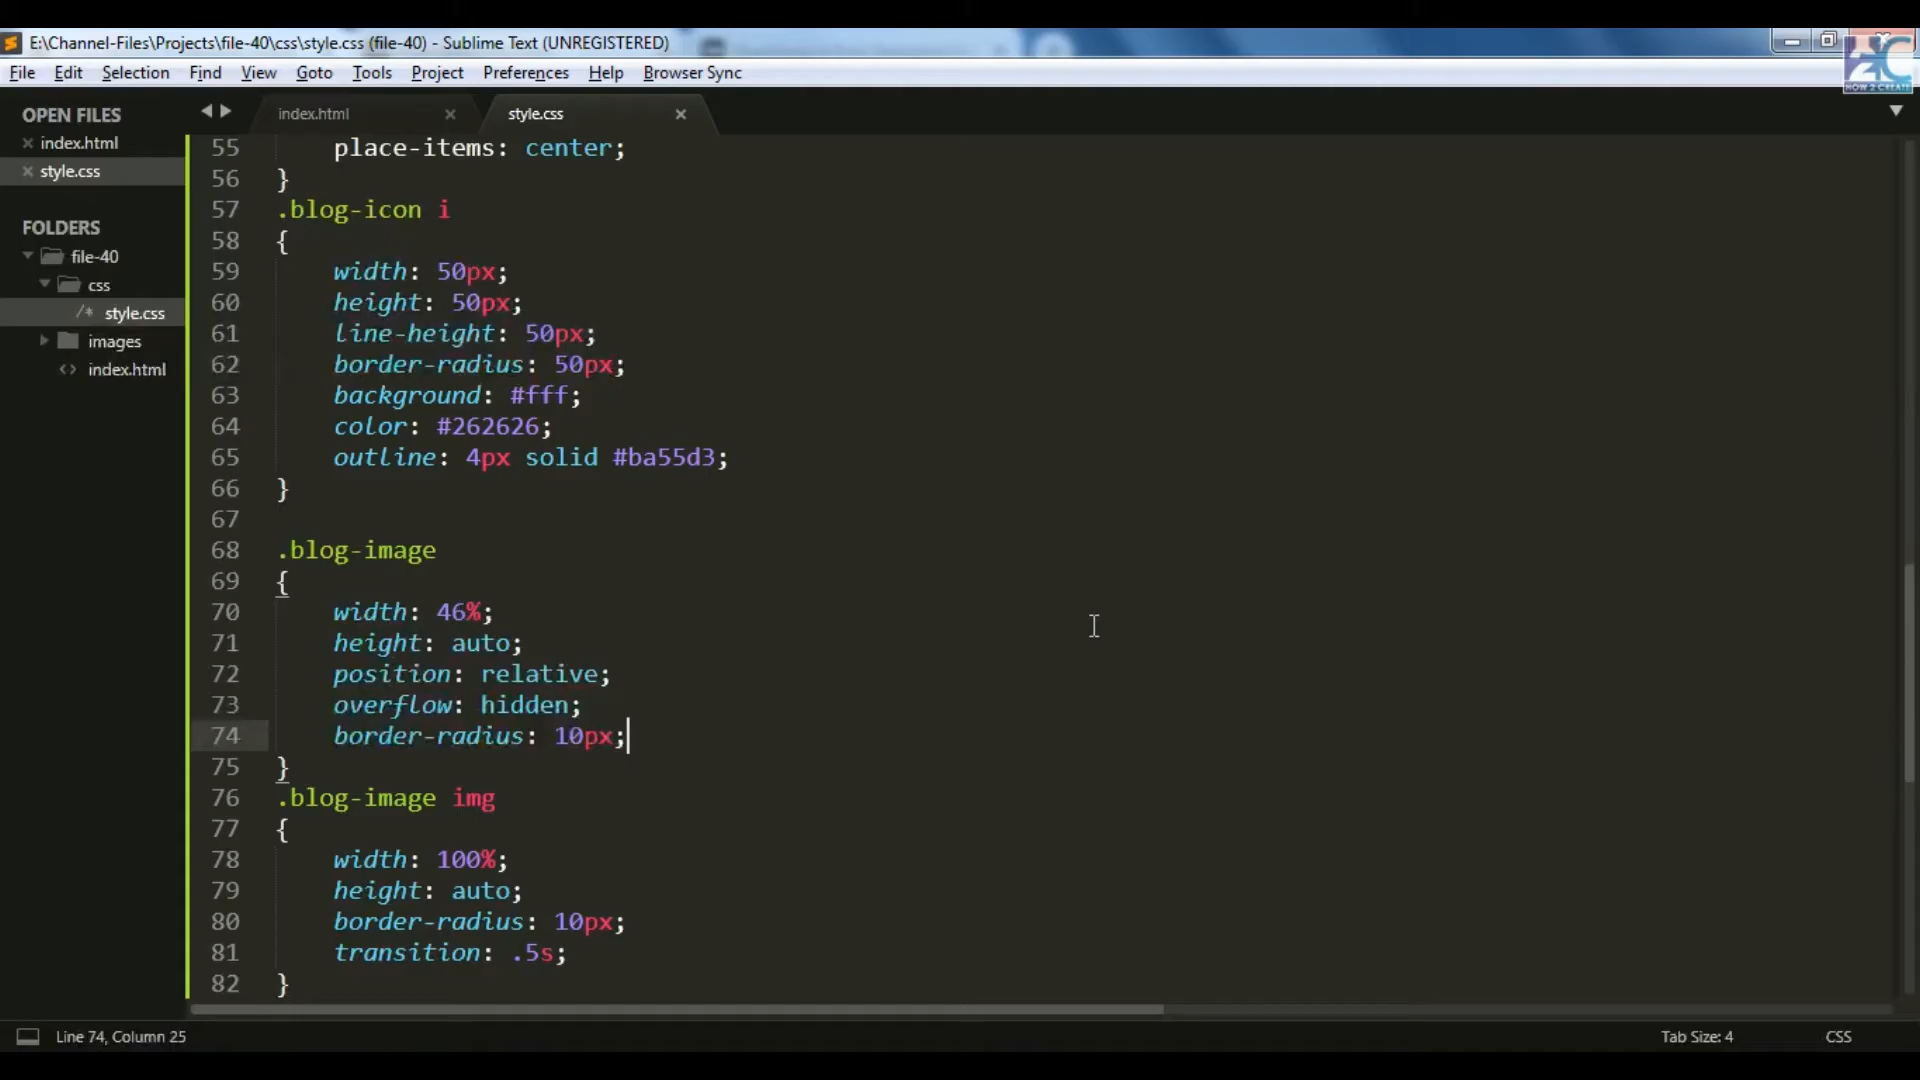 E:\Channel-Files\Projects\file-40\css\style.css (file-40) - Sublime Text (UNREGISTERED)
File Edit Selection Find View Goto Tools Project Preferences Help Browser Sync
HOW 2 CREATE
OPEN FILES
index.html
style.css
FOLDERS
file-40
css
/* style.css
images
<> index.html
index.html
style.css
55 place-items: center;
56 }
57 .blog-icon i
58 {
59 width: 50px;
60 height: 50px;
61 line-height: 50px;
62 border-radius: 50px;
63 background: #fff;
64 color: #262626;
65 outline: 4px solid #ba55d3;
66 }
67
68 .blog-image
69 {
70 width: 46%;
71 height: auto;
72 position: relative;
73 overflow: hidden;
74 border-radius: 10px;
75 }
76 .blog-image img
77 {
78 width: 100%;
79 height: auto;
80 border-radius: 10px;
81 transition: .5s;
82 }
Line 74, Column 25
Tab Size: 4
CSS